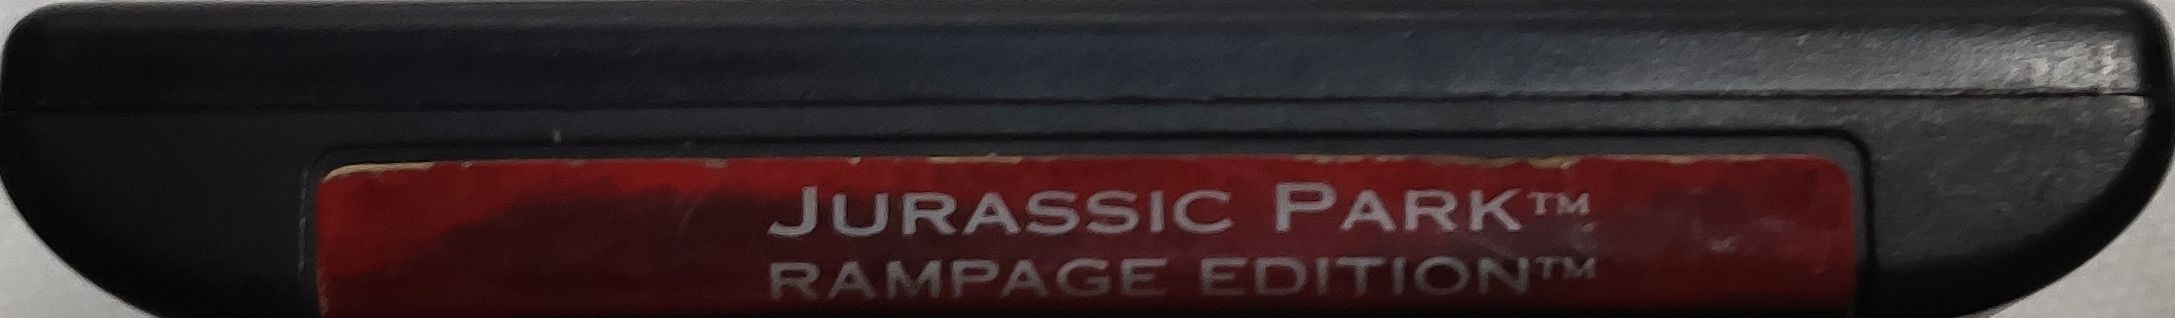 JURASSIC PARK™
RAMPAGE EDITION™